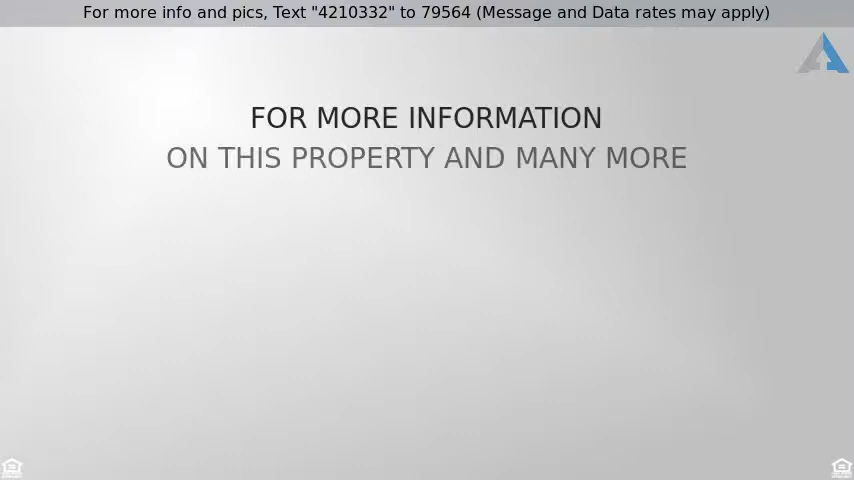 For more info and pics, Text "4210332" to 79564 (Message and Data rates may apply)
FOR MORE INFORMATION
ON THIS PROPERTY AND MANY MORE